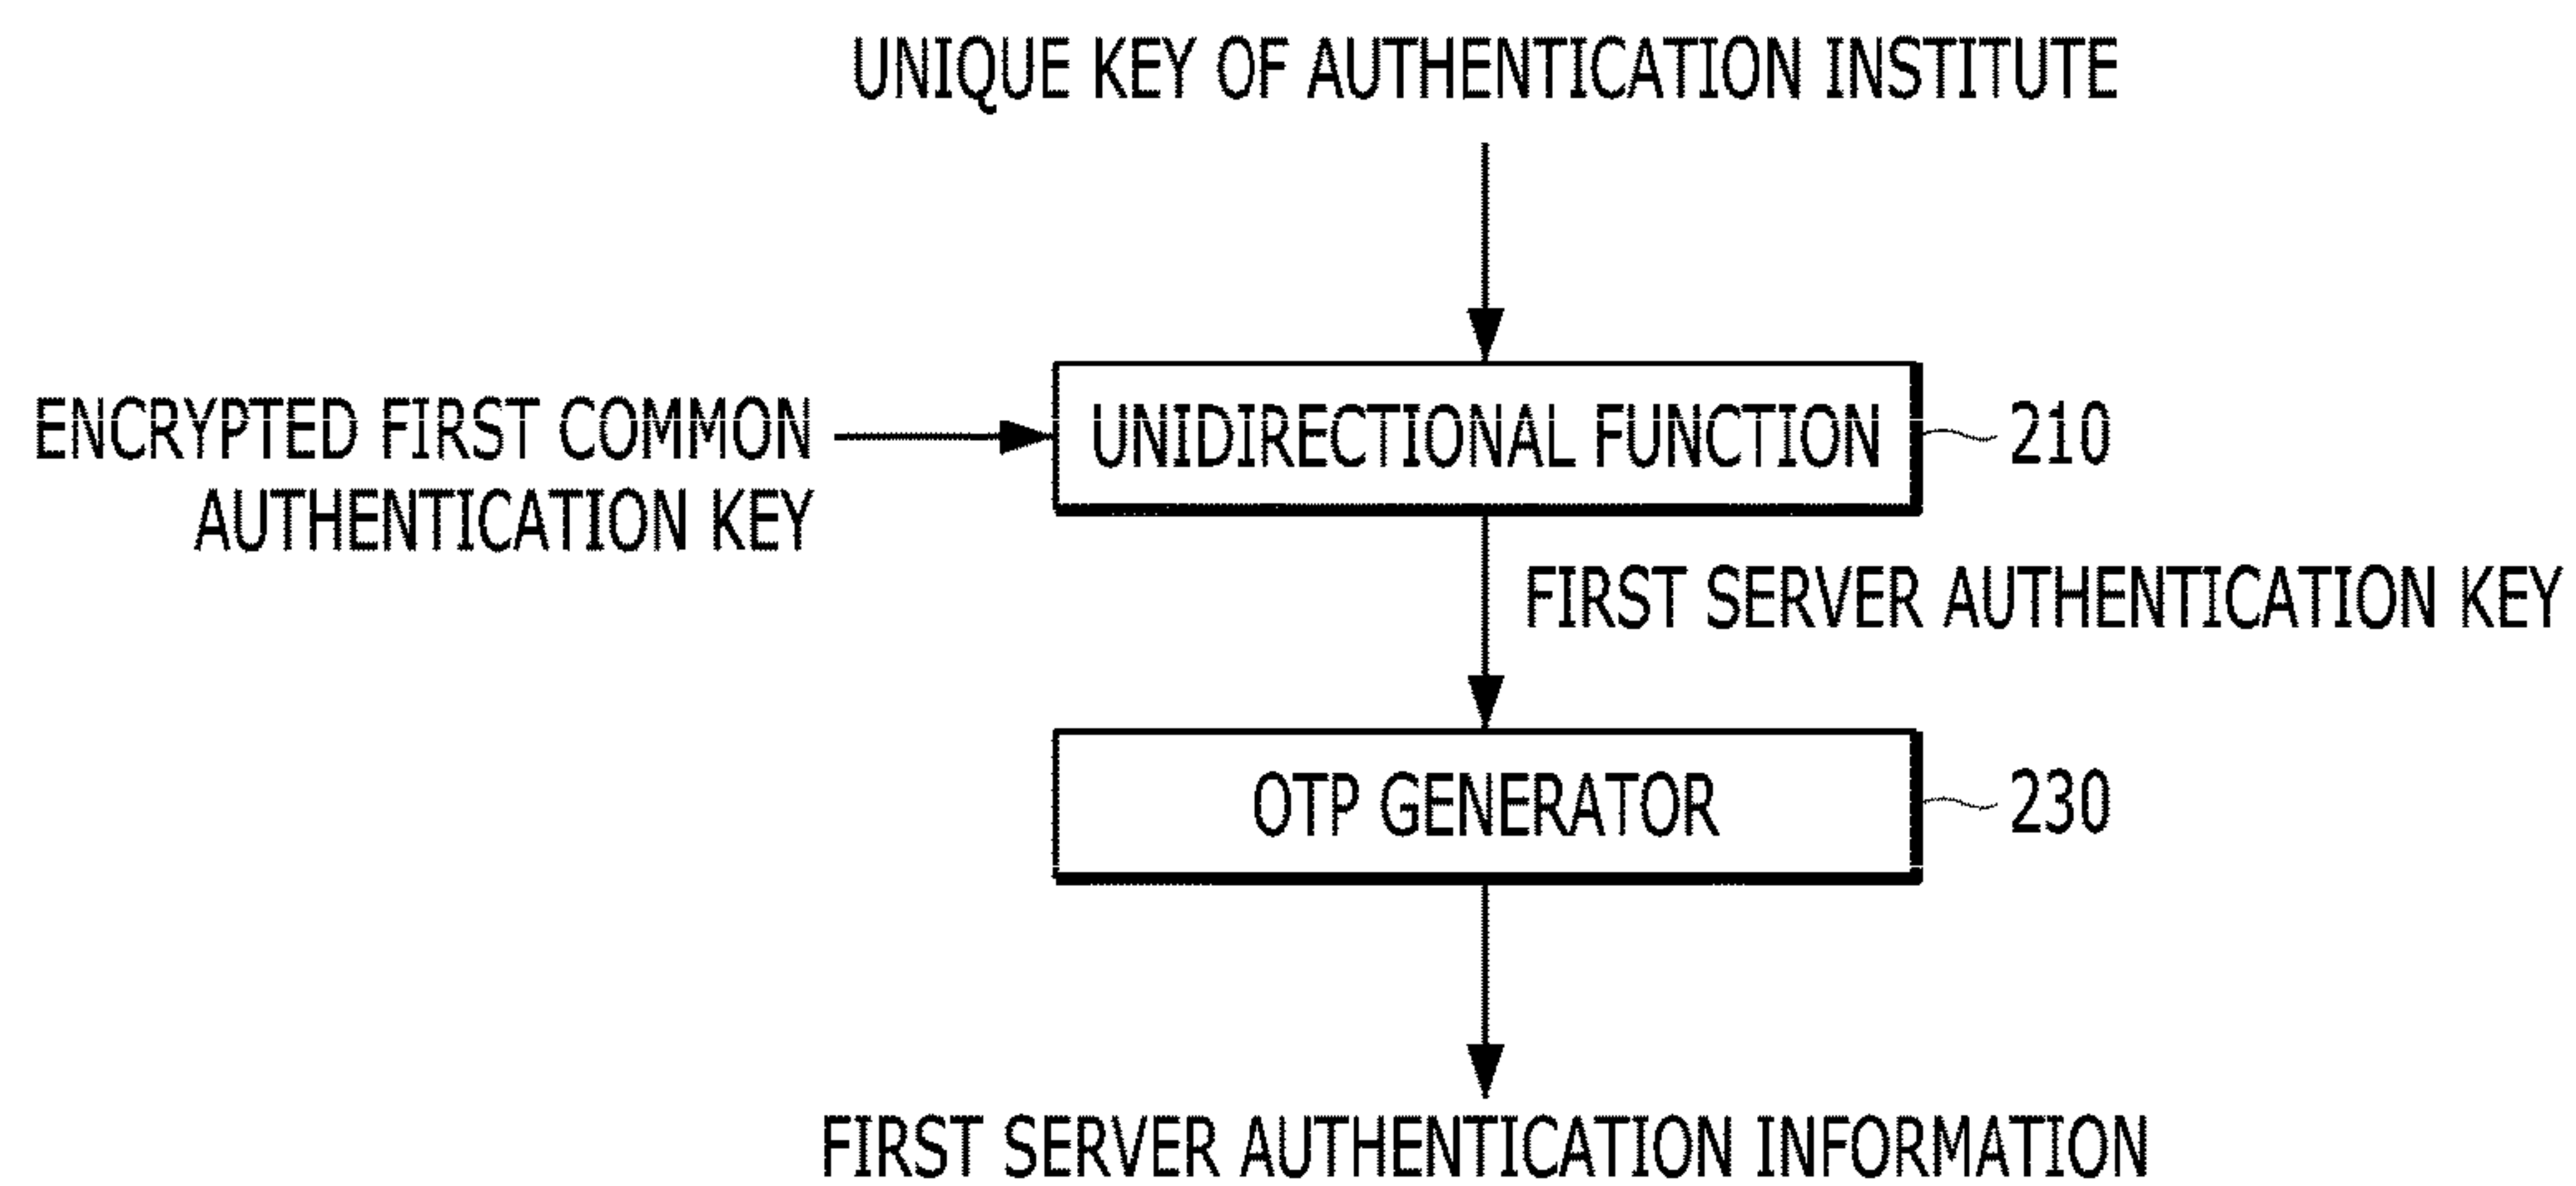 UNIQUE KEY OF AUTHENTICATION INSTITUTE
ENCRYPTED FIRST COMMON
AUTHENTICATION KEY
UNIDIRECTIONAL FUNCTION
210
FIRST SERVER AUTHENTICATION KEY
OTP GENERATOR
230
FIRST SERVER AUTHENTICATION INFORMATION